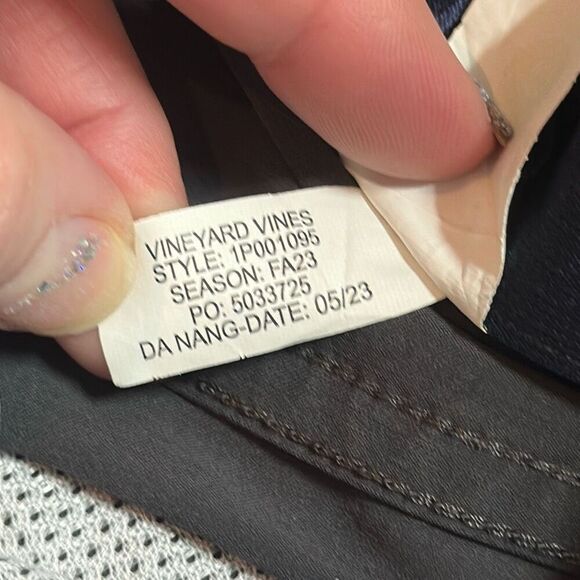 VINEYARD VINES
STYLE: 1P001095
SEASON: FA23
PO: 5033725
DA NANG-DATE: 05/23